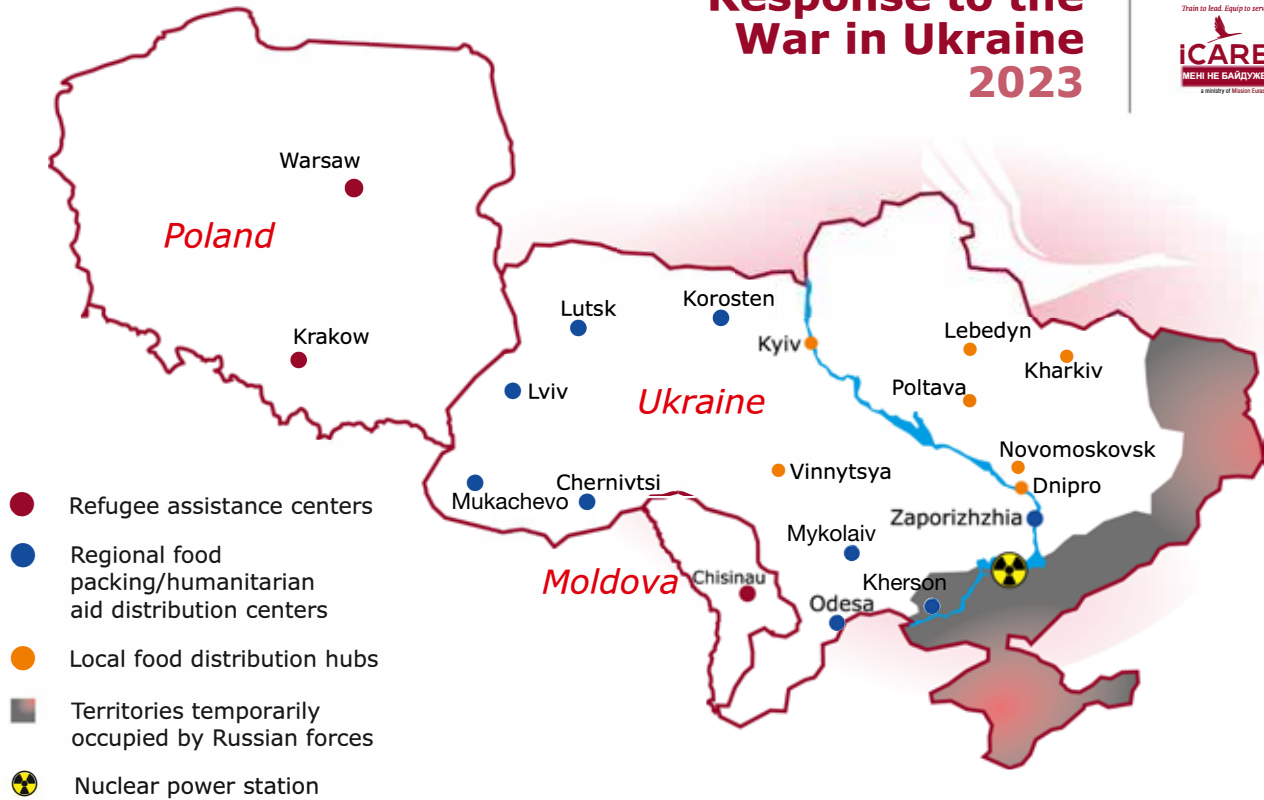 Response to the
War in Ukraine
2023
Train to lead. Equip to serv
iCARE
МЕНІ НЕ БАЙДУЖЕ
a ministry of Mission Euras
Warsaw
Poland
Krakow
Lutsk
Korosten
Kyiv
Lebedyn
Kharkiv
Lviv
Ukraine
Poltava
Novomoskovsk
Vinnytsya
Dnipro
Mukachevo
Chernivtsi
Zaporizhzhia
Mykolaiv
Moldova
Chisinau
Kherson
Odesa
Refugee assistance centers
Regional food
packing/humanitarian
aid distribution centers
Local food distribution hubs
Territories temporarily
occupied by Russian forces
Nuclear power station